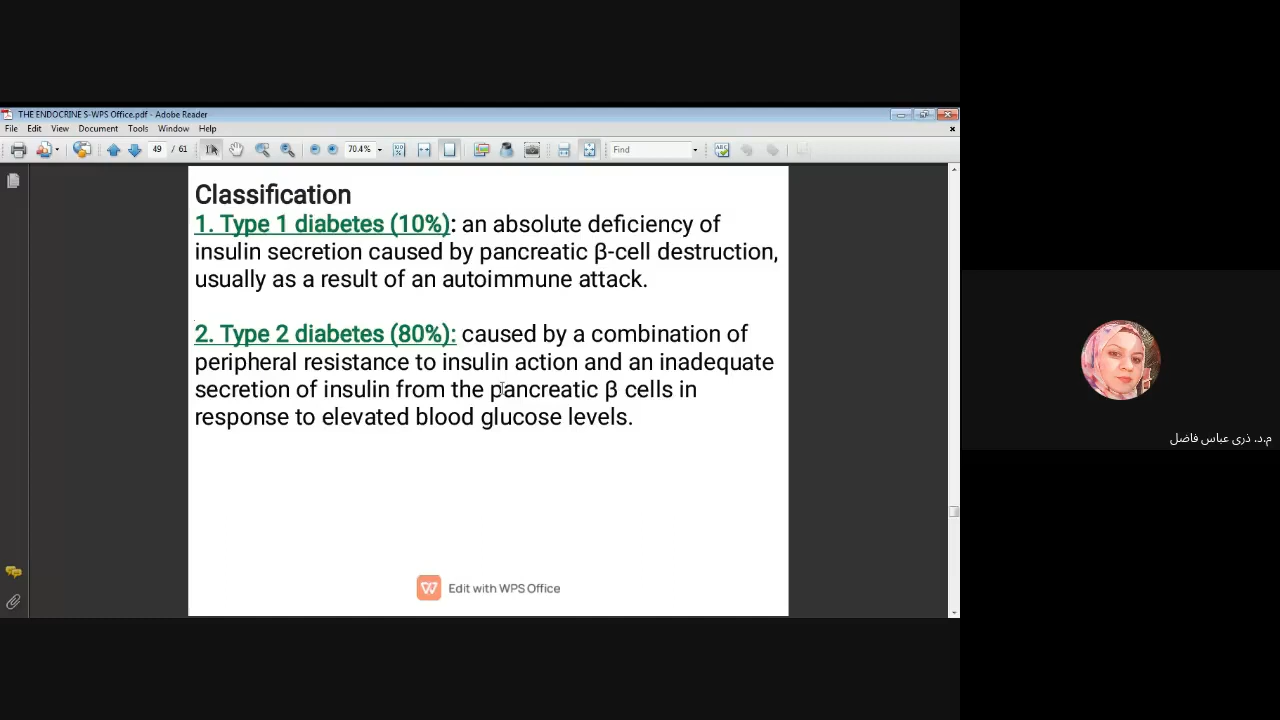 THE ENDOCRINE S-WPS Office.pdf - Adobe Reader
File Edit View Document Tools Window Help
49 / 61 70.4% Find
Classification
1. Type 1 diabetes (10%): an absolute deficiency of
insulin secretion caused by pancreatic β-cell destruction,
usually as a result of an autoimmune attack.
2. Type 2 diabetes (80%): caused by a combination of
peripheral resistance to insulin action and an inadequate
secretion of insulin from the pancreatic β cells in
response to elevated blood glucose levels.
Edit with WPS Office
م.د. ذرى عباس فاضل